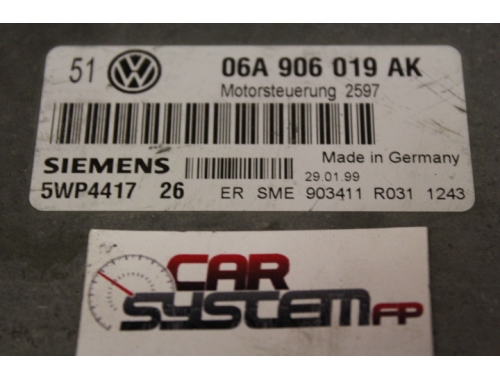 51 VW 06A 906 019 AK
Motorsteuerung 2597
SIEMENS Made in Germany
29.01.99
5WP4417 26 ER SME 903411 R031 1243
CAR
SYSTEM FP